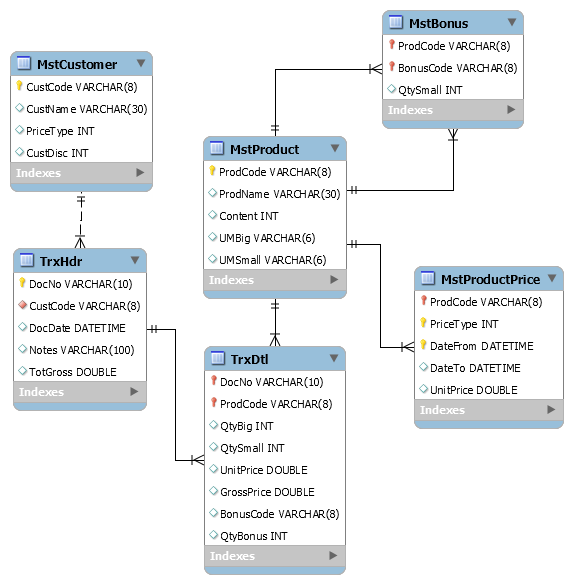 MstCustomer
CustCode VARCHAR(8)
CustName VARCHAR(30)
PriceType INT
CustDisc INT
Indexes
TrxHdr
DocNo VARCHAR(10)
CustCode VARCHAR(8)
DocDate DATETIME
Notes VARCHAR(100)
TotGross DOUBLE
Indexes
MstProduct
ProdCode VARCHAR(8)
ProdName VARCHAR(30)
Content INT
UMBig VARCHAR(6)
UMSmall VARCHAR(6)
Indexes
TrxDtl
DocNo VARCHAR(10)
ProdCode VARCHAR(8)
QtyBig INT
QtySmall INT
UnitPrice DOUBLE
GrossPrice DOUBLE
BonusCode VARCHAR(8)
QtyBonus INT
Indexes
MstBonus
ProdCode VARCHAR(8)
BonusCode VARCHAR(8)
QtySmall INT
Indexes
MstProductPrice
ProdCode VARCHAR(8)
PriceType INT
DateFrom DATETIME
DateTo DATETIME
UnitPrice DOUBLE
Indexes